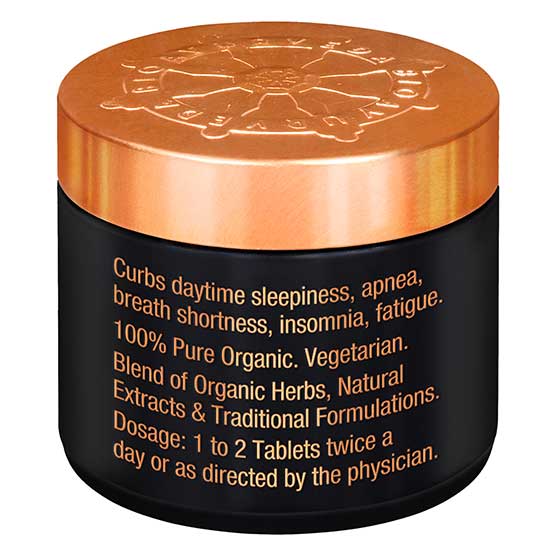 Curbs daytime sleepiness, apnea,
breath shortness, insomnia, fatigue.
100% Pure Organic. Vegetarian.
Blend of Organic Herbs, Natural
Extracts & Traditional Formulations.
Dosage: 1 to 2 Tablets twice a
day or as directed by the physician.